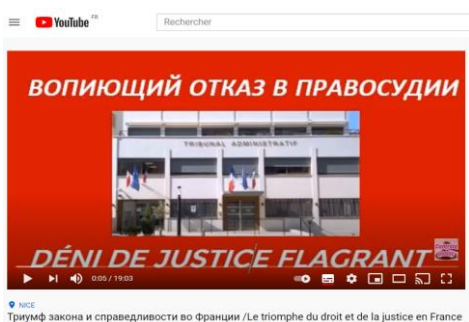 YouTube FR
Rechercher
ВОПИЮЩИЙ ОТКАЗ В ПРАВОСУДИИ
TRIBUNAL ADMINISTRATIF
DÉNI DE JUSTICE FLAGRANT
0:05 / 19:03
NICE
Триумф закона и справедливости во Франции /Le triomphe du droit et de la justice en France